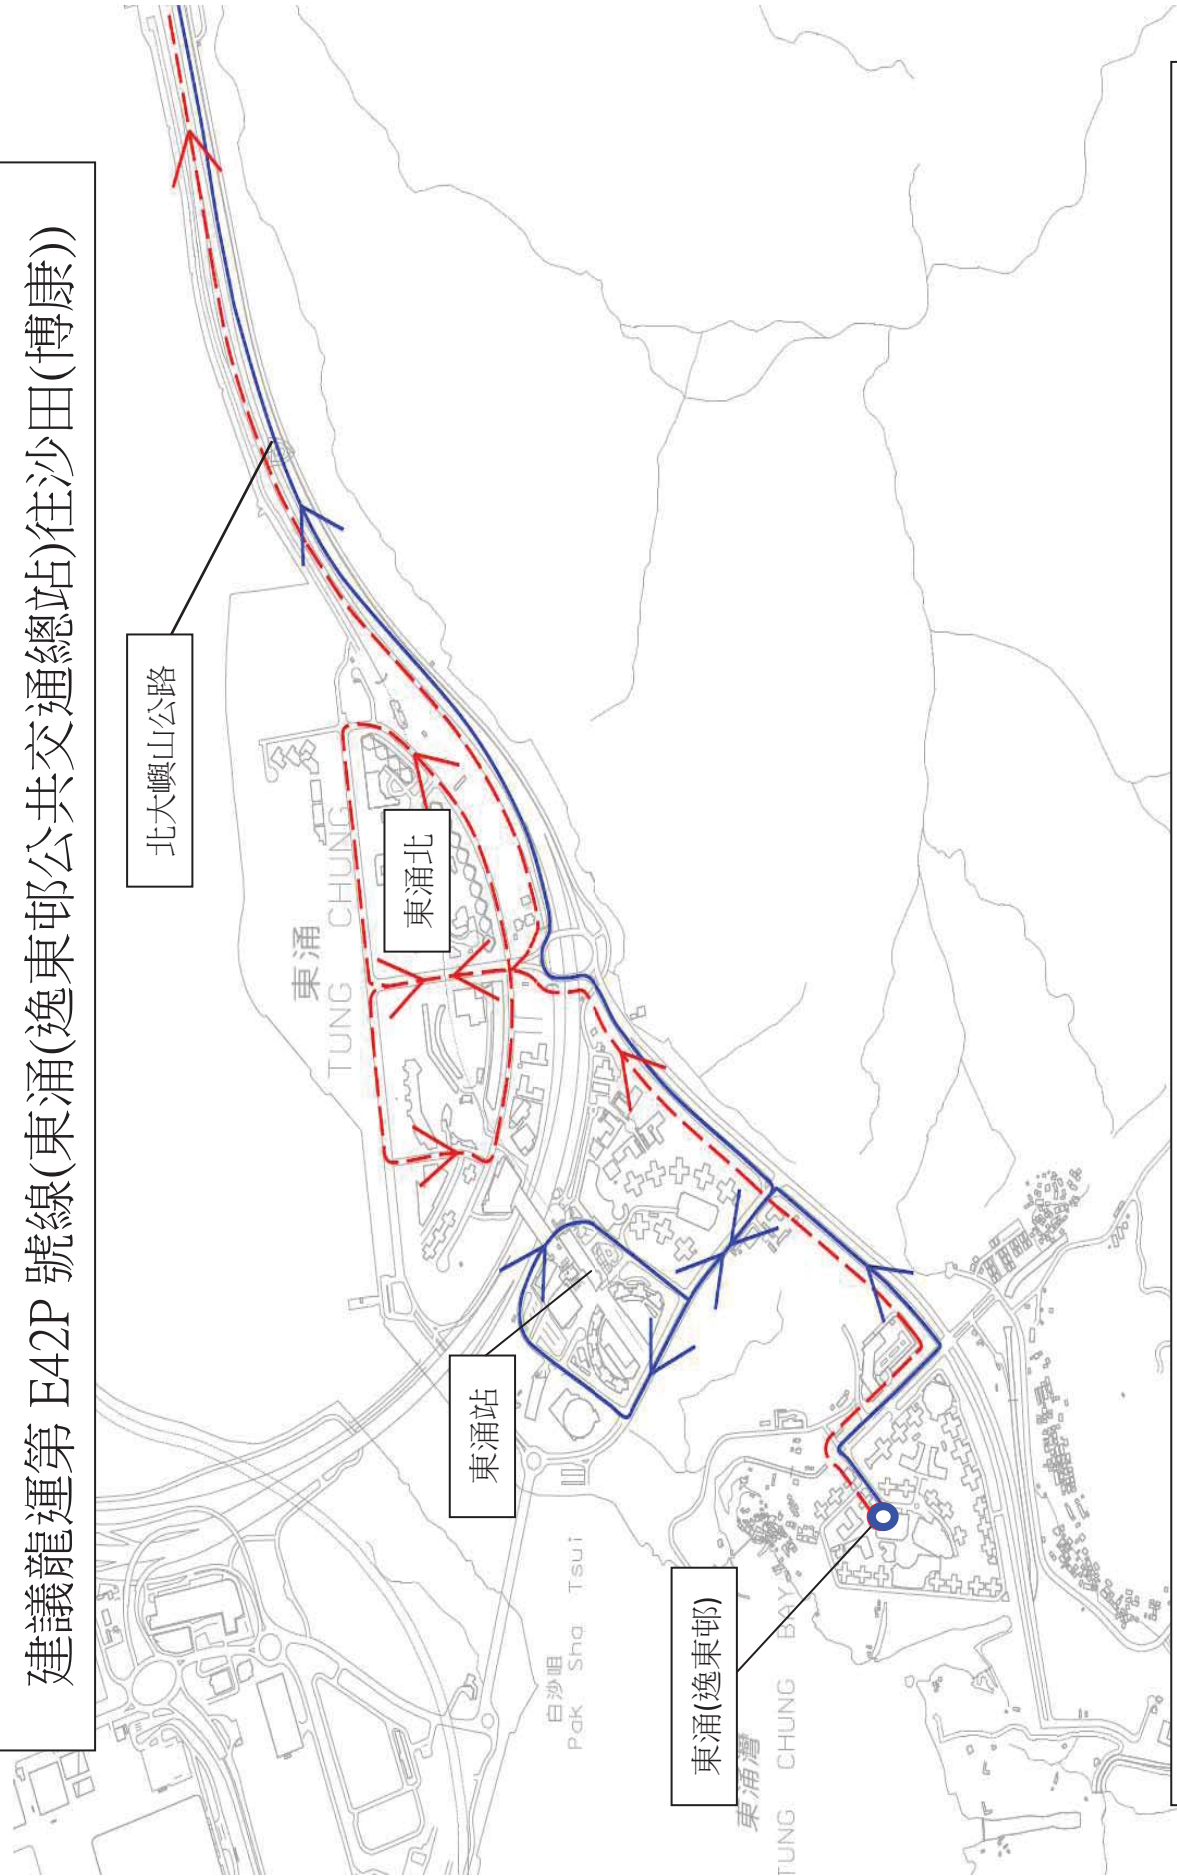 建議龍運第 E42P 號線(東涌(逸東邨公共交通總站)往沙田(博康))
北大嶼山公路
東涌
TUNG CHUNG
東涌北
東涌站
白沙咀
Pak Sha Tsui
東涌(逸東邨)
東涌灣
TUNG CHUNG BAY